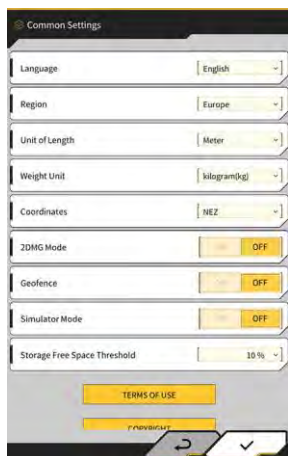 Common Settings
Language English
Region Europe
Unit of Length Meter
Weight Unit kilogram(kg)
Coordinates NEZ
2DMG Mode OFF
Geofence OFF
Simulator Mode OFF
Storage Free Space Threshold 10 %
TERMS OF USE
COPYRIGHT